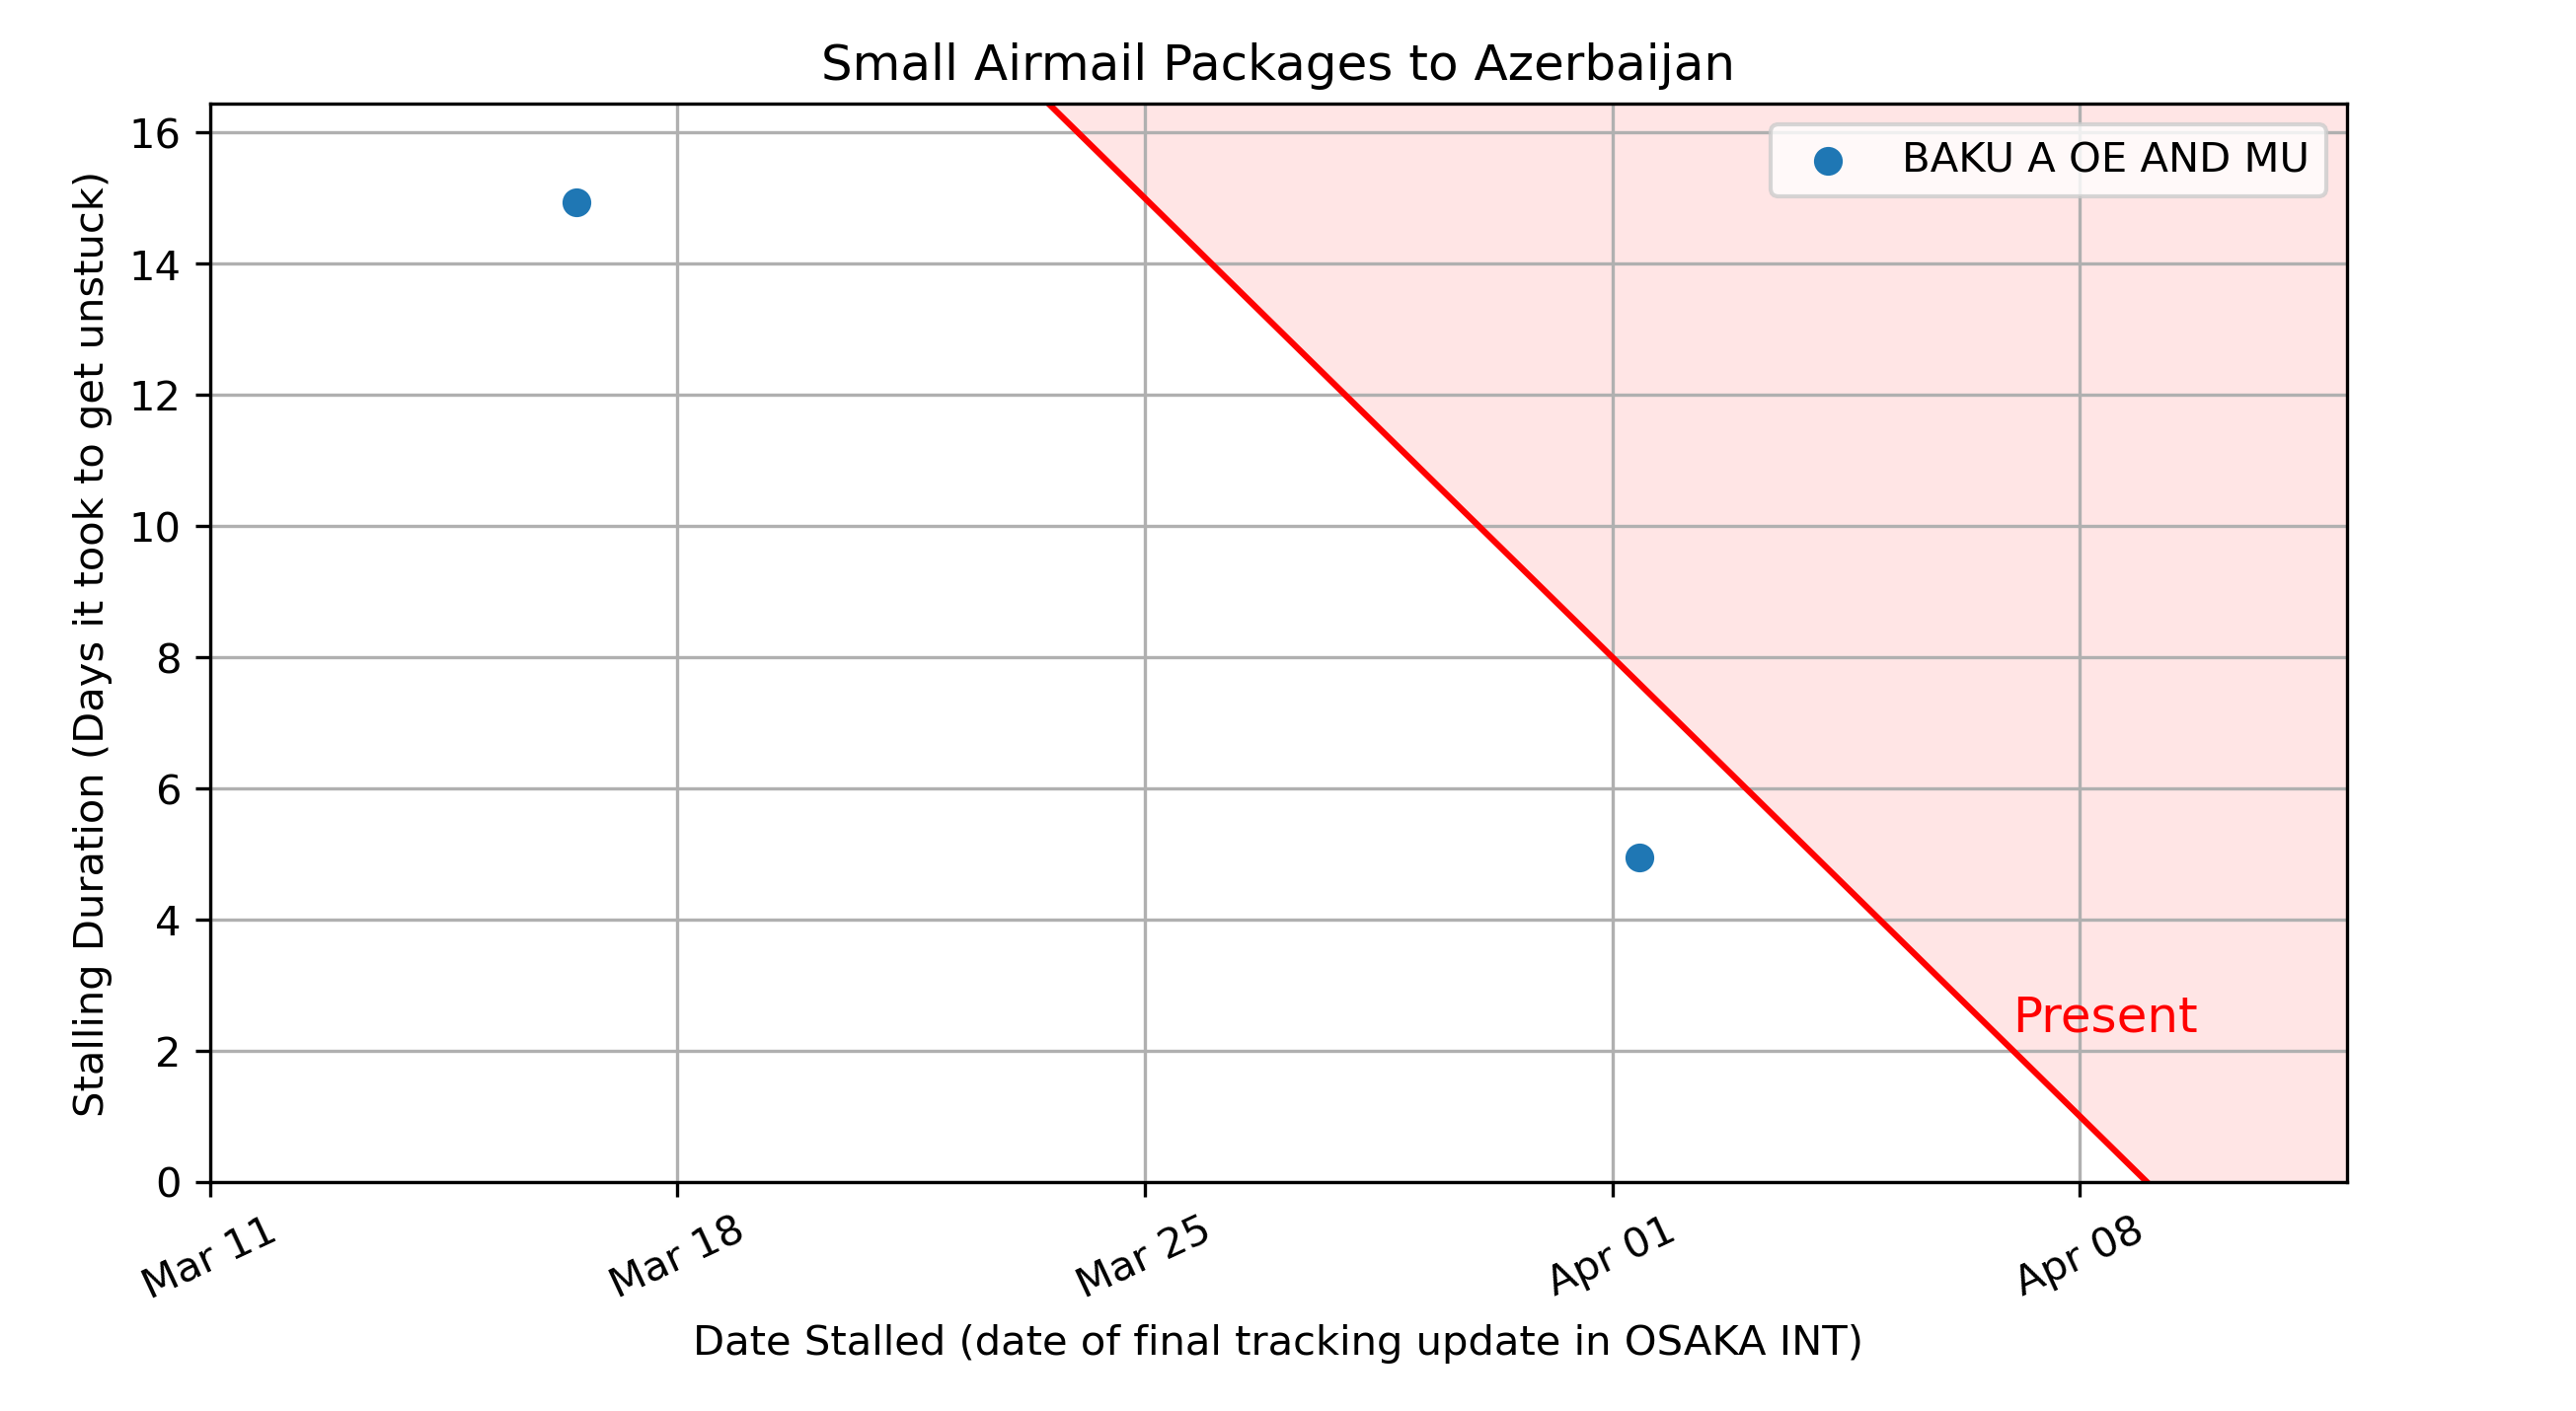 Small Airmail Packages to Azerbaijan
BAKU A OE AND MU
Stalling Duration (Days it took to get unstuck)
16
14
12
10
8
6
4
2
0
Present
Mar 11
Mar 18
Mar 25
Apr 01
Apr 08
Date Stalled (date of final tracking update in OSAKA INT)